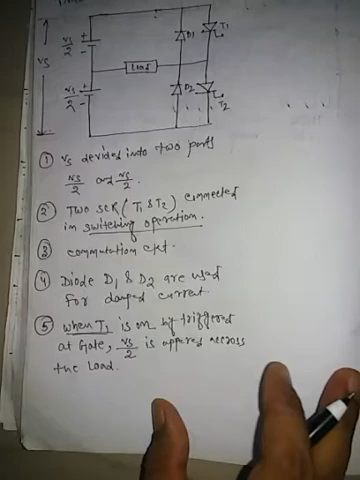 Vs/2 + -
D1
T1
Vs
Load
Vs/2 + -
D2
T2
① Vs devided into two parts
Vs/2 and Vs/2.
② Two SCR (T1 & T2) connected
in switching operation.
③ commutation ckt.
④ Diode D1 & D2 are used
For damped current
⑤ when T1 is on by triggered
at Gate, Vs/2 is appered accross
the Load.